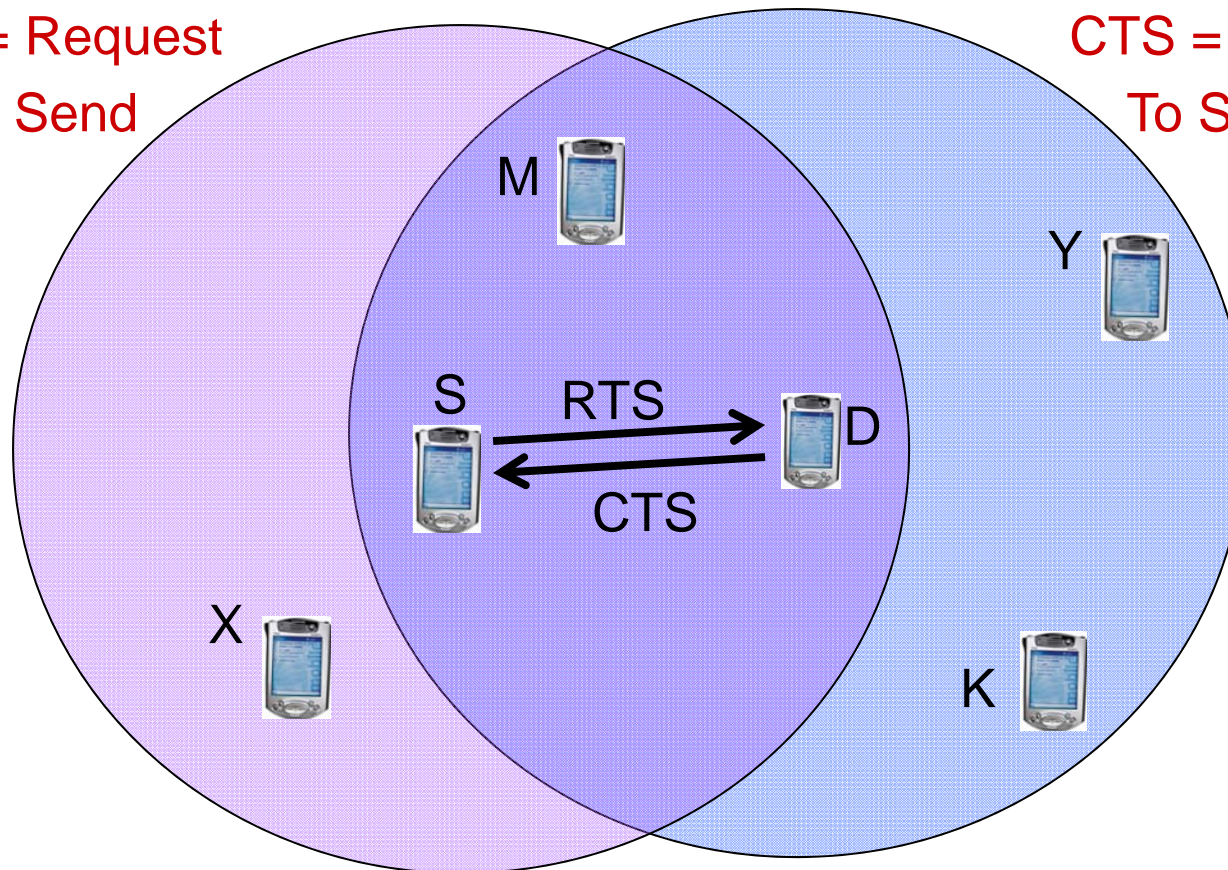 = Request
Send
CTS =
To S
M
Y
S
RTS
D
CTS
X
K